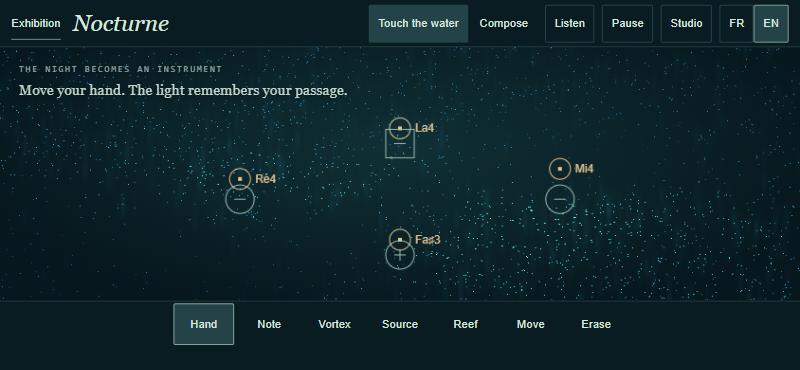 Exhibition Nocturne Touch the water Compose Listen Pause Studio FR EN
THE NIGHT BECOMES AN INSTRUMENT
Move your hand. The light remembers your passage.
La4
Mi4
Ré4
Fa♯3
Hand Note Vortex Source Reef Move Erase